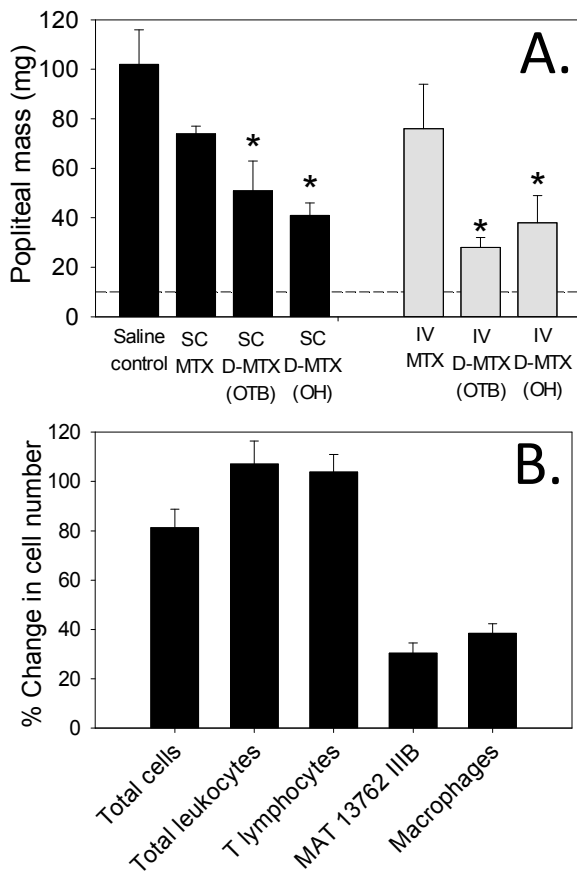 A.
Popliteal mass (mg)
120
100
80
60
40
20
0
*
*
*
*
Saline control
SC MTX
SC D-MTX (OTB)
SC D-MTX (OH)
IV MTX
IV D-MTX (OTB)
IV D-MTX (OH)
B.
% Change in cell number
120
100
80
60
40
20
0
Total cells
Total leukocytes
T lymphocytes
MAT 13762 IIIB
Macrophages